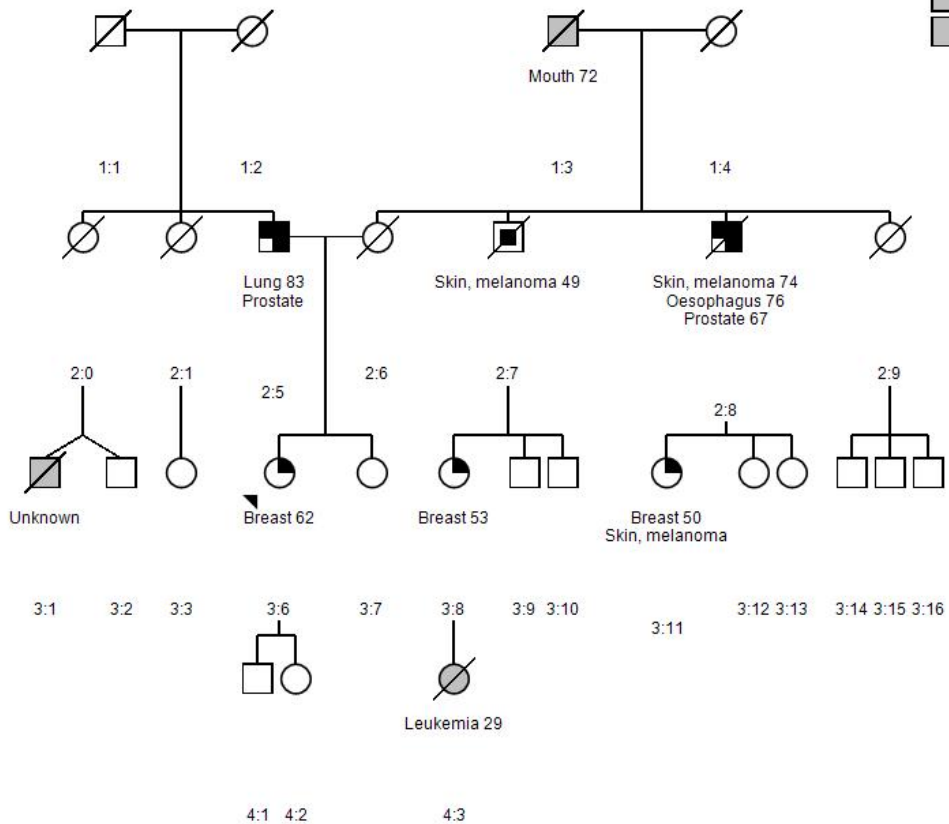 Mouth 72
1:1 1:2 1:3 1:4
Lung 83
Prostate
Skin, melanoma 49
Skin, melanoma 74
Oesophagus 76
Prostate 67
2:0 2:1 2:5 2:6 2:7 2:8 2:9
Unknown
Breast 62
Breast 53
Breast 50
Skin, melanoma
3:1 3:2 3:3 3:6 3:7 3:8 3:9 3:10 3:11 3:12 3:13 3:14 3:15 3:16
Leukemia 29
4:1 4:2 4:3